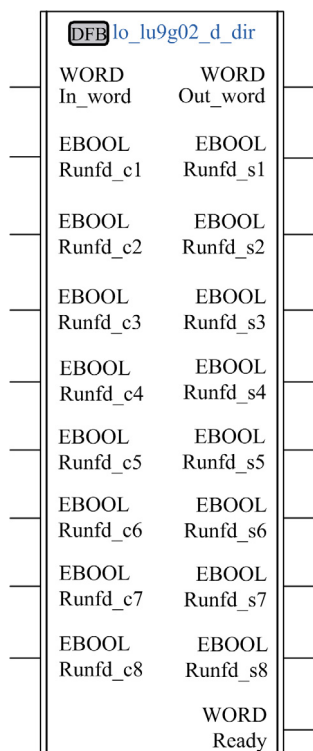 DFB lo_lu9g02_d_dir
WORD WORD
In_word Out_word
EBOOL EBOOL
Runfd_c1 Runfd_s1
EBOOL EBOOL
Runfd_c2 Runfd_s2
EBOOL EBOOL
Runfd_c3 Runfd_s3
EBOOL EBOOL
Runfd_c4 Runfd_s4
EBOOL EBOOL
Runfd_c5 Runfd_s5
EBOOL EBOOL
Runfd_c6 Runfd_s6
EBOOL EBOOL
Runfd_c7 Runfd_s7
EBOOL EBOOL
Runfd_c8 Runfd_s8
WORD
Ready